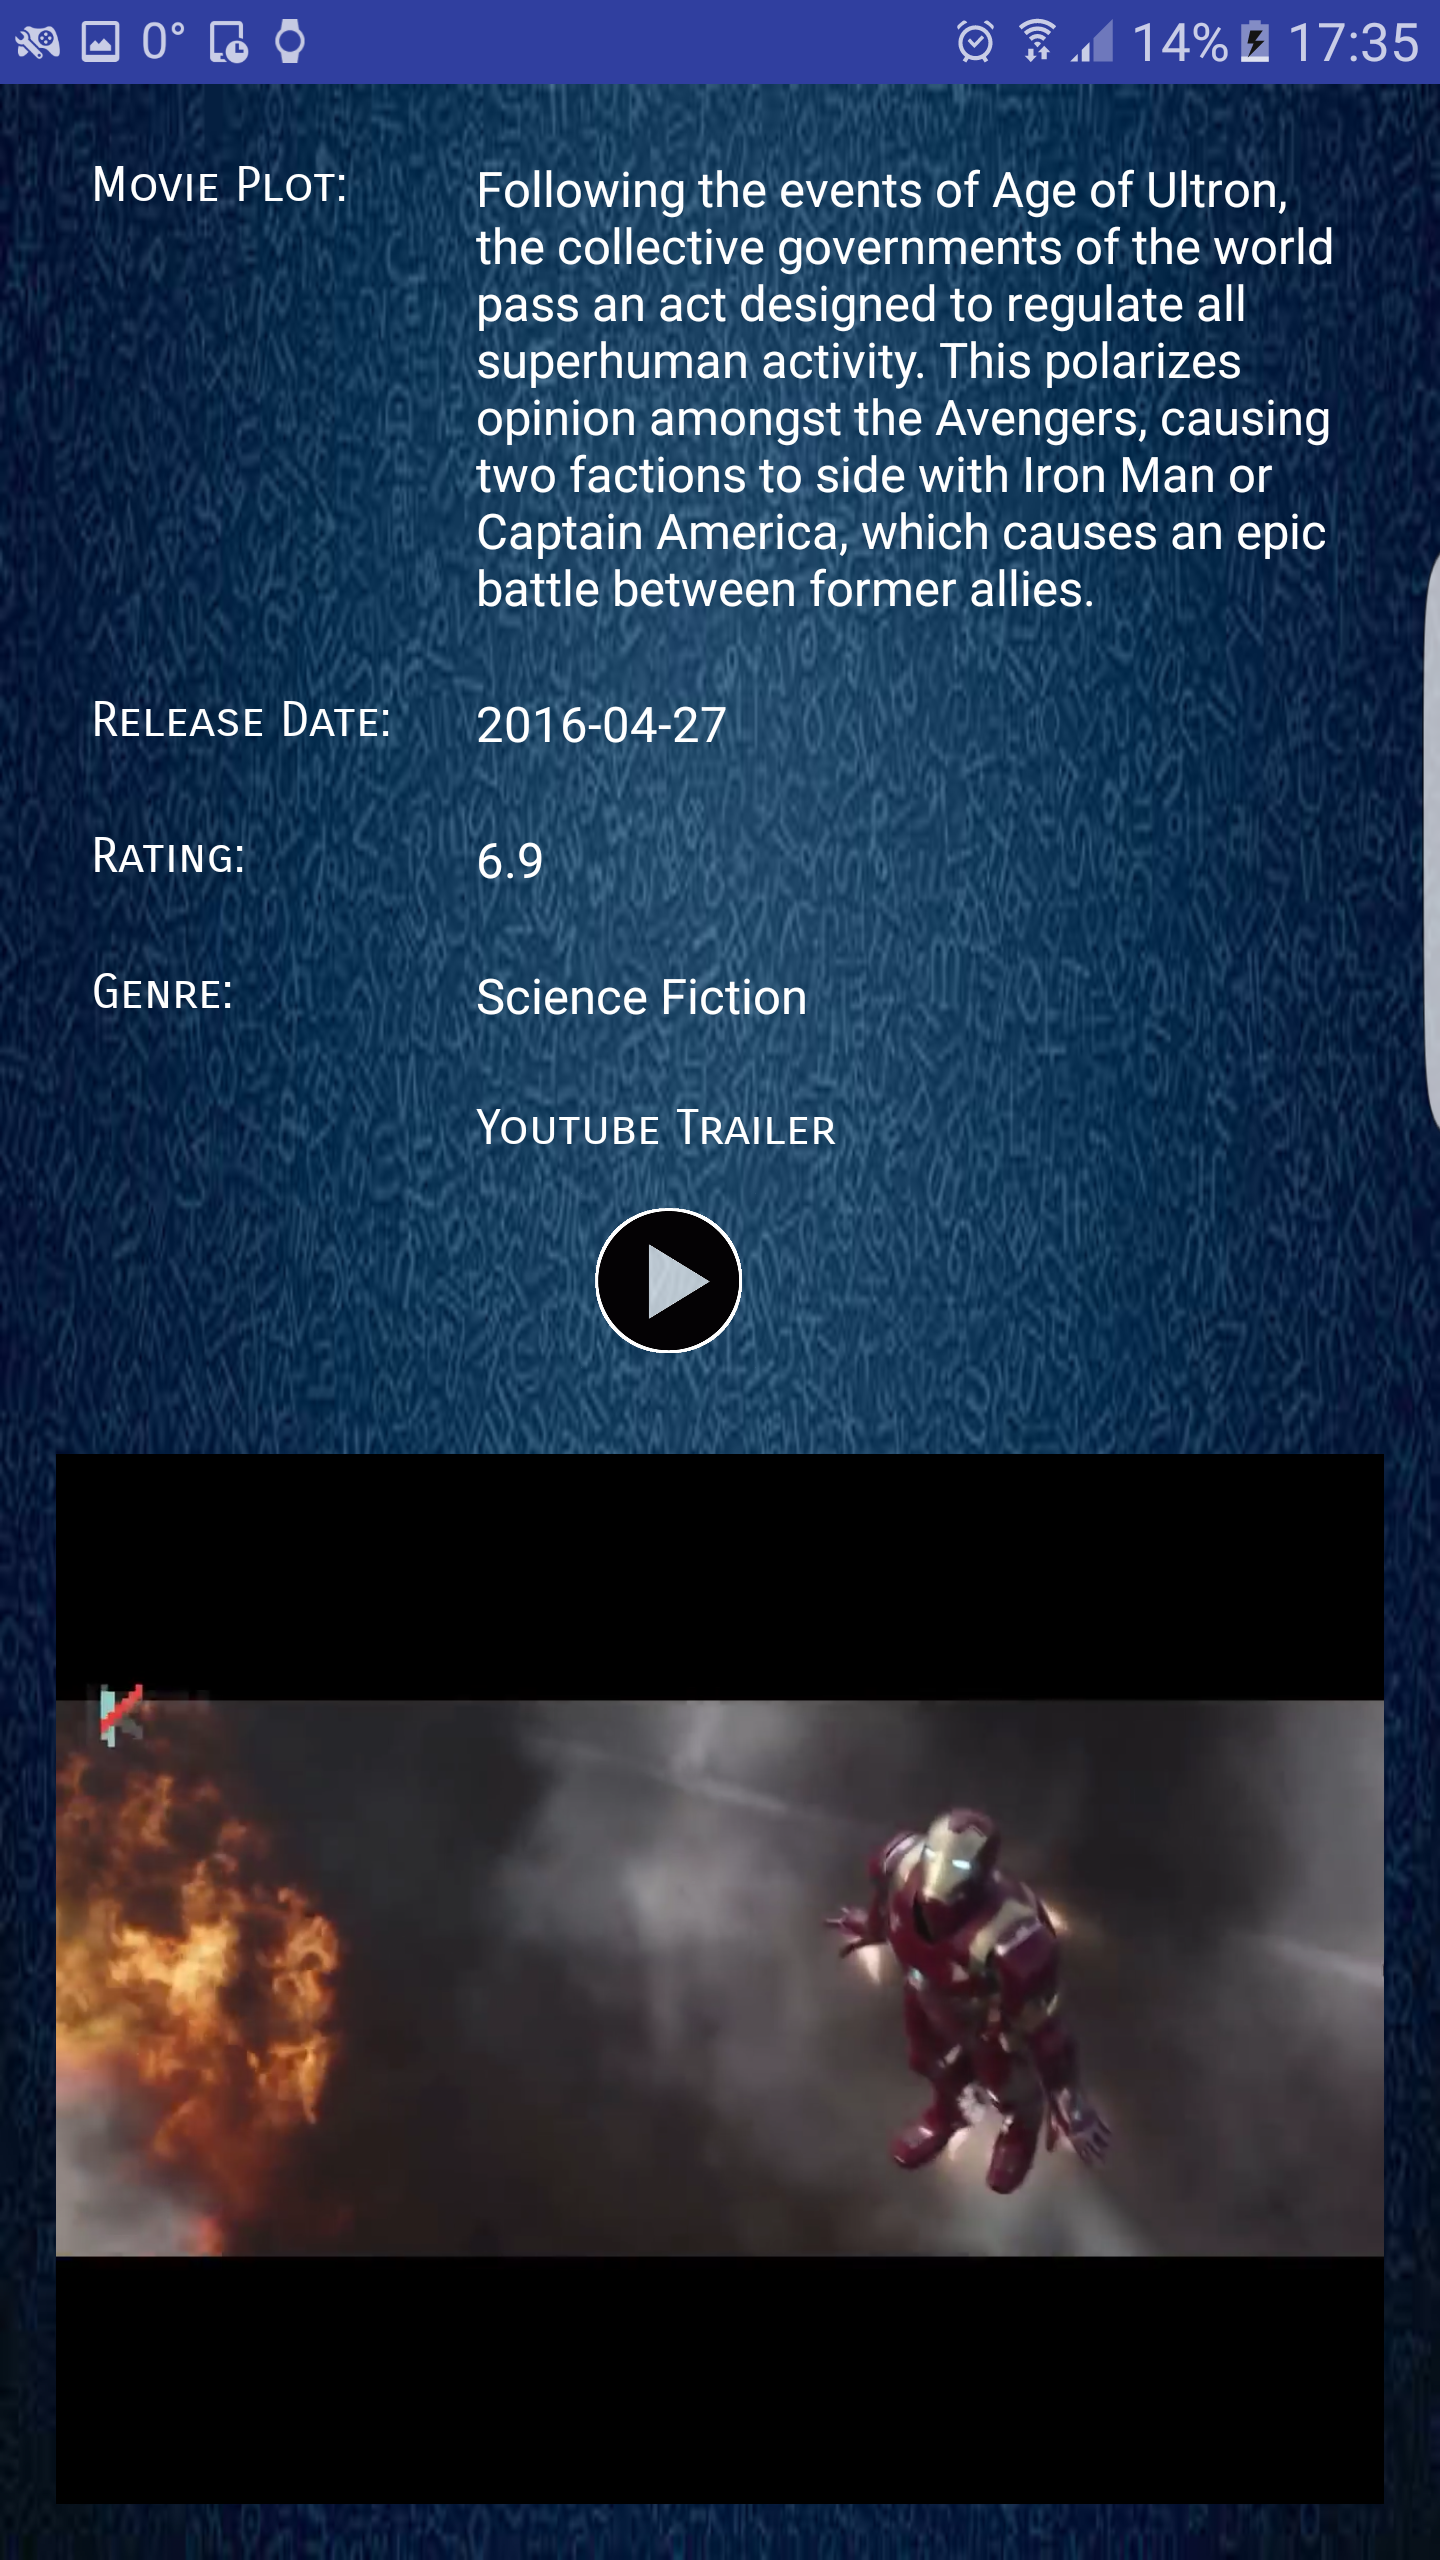 0° 14% 17:35
Movie Plot:
Following the events of Age of Ultron,
the collective governments of the world
pass an act designed to regulate all
superhuman activity. This polarizes
opinion amongst the Avengers, causing
two factions to side with Iron Man or
Captain America, which causes an epic
battle between former allies.
Release Date: 2016-04-27
Rating: 6.9
Genre: Science Fiction
Youtube Trailer
K